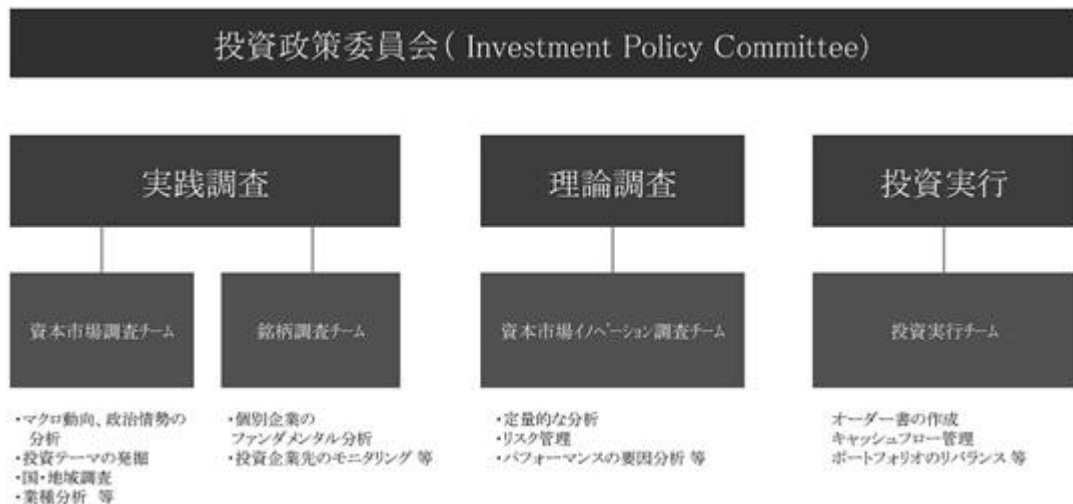 投資政策委員会( Investment Policy Committee)
実践調査
理論調査
投資実行
資本市場調査チーム
銘柄調査チーム
資本市場イノベーション調査チーム
投資実行チーム
・マクロ動向、政治情勢の
分析
・投資テーマの発掘
・国・地域調査
・業種分析 等
・個別企業の
ファンダメンタル分析
・投資企業先のモニタリング 等
・定量的な分析
・リスク管理
・パフォーマンスの要因分析 等
オーダー書の作成
キャッシュフロー管理
ポートフォリオのリバランス 等